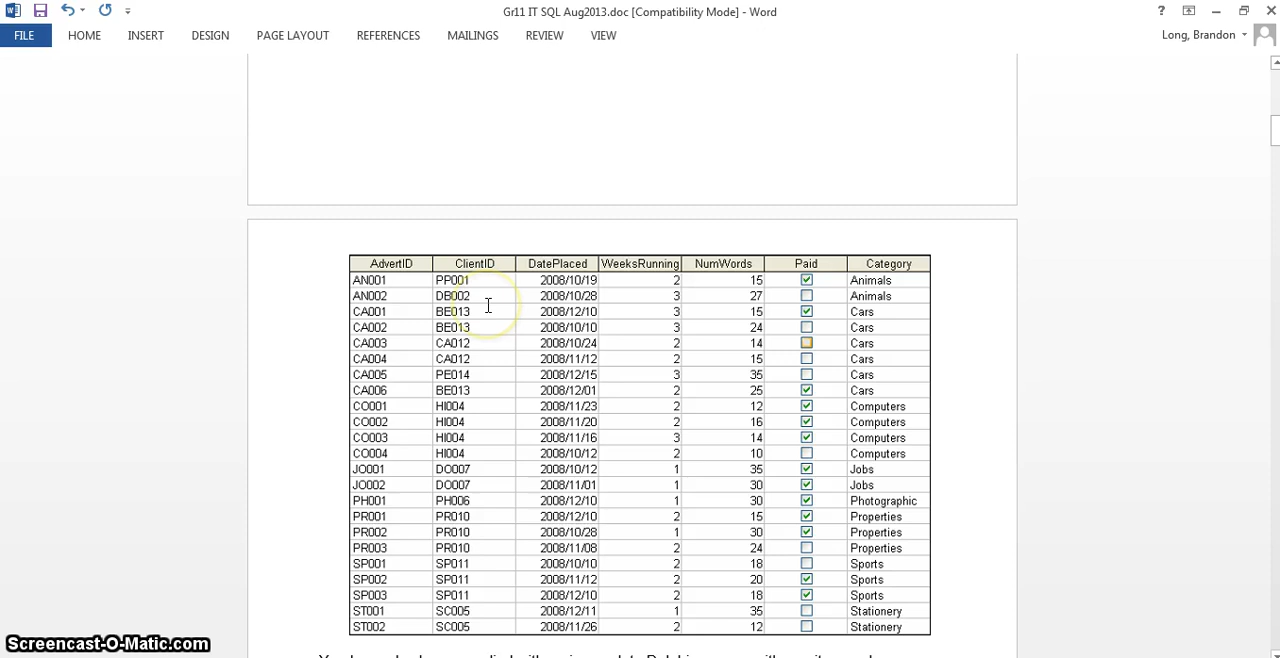 Gr11 IT SQL Aug2013.doc [Compatibility Mode] - Word
FILE HOME INSERT DESIGN PAGE LAYOUT REFERENCES MAILINGS REVIEW VIEW Long, Brandon
AdvertID ClientID DatePlaced WeeksRunning NumWords Paid Category
AN001 PP001 2008/10/19 2 15 Animals
AN002 DB002 2008/10/28 3 27 Animals
CA001 BE013 2008/12/10 3 15 Cars
CA002 BE013 2008/10/10 3 24 Cars
CA003 CA012 2008/10/24 2 14 Cars
CA004 CA012 2008/11/12 2 15 Cars
CA005 PE014 2008/12/15 3 35 Cars
CA006 BE013 2008/12/01 2 25 Cars
CO001 HI004 2008/11/23 2 12 Computers
CO002 HI004 2008/11/20 2 16 Computers
CO003 HI004 2008/11/16 3 14 Computers
CO004 HI004 2008/10/12 2 10 Computers
JO001 DO007 2008/10/12 1 35 Jobs
JO002 DO007 2008/11/01 1 30 Jobs
PH001 PH006 2008/12/10 1 30 Photographic
PR001 PR010 2008/12/10 2 15 Properties
PR002 PR010 2008/10/28 1 30 Properties
PR003 PR010 2008/11/08 2 24 Properties
SP001 SP011 2008/10/10 2 18 Sports
SP002 SP011 2008/11/12 2 20 Sports
SP003 SP011 2008/12/10 2 18 Sports
ST001 SC005 2008/12/11 1 35 Stationery
ST002 SC005 2008/11/26 2 12 Stationery
Screencast-O-Matic.com